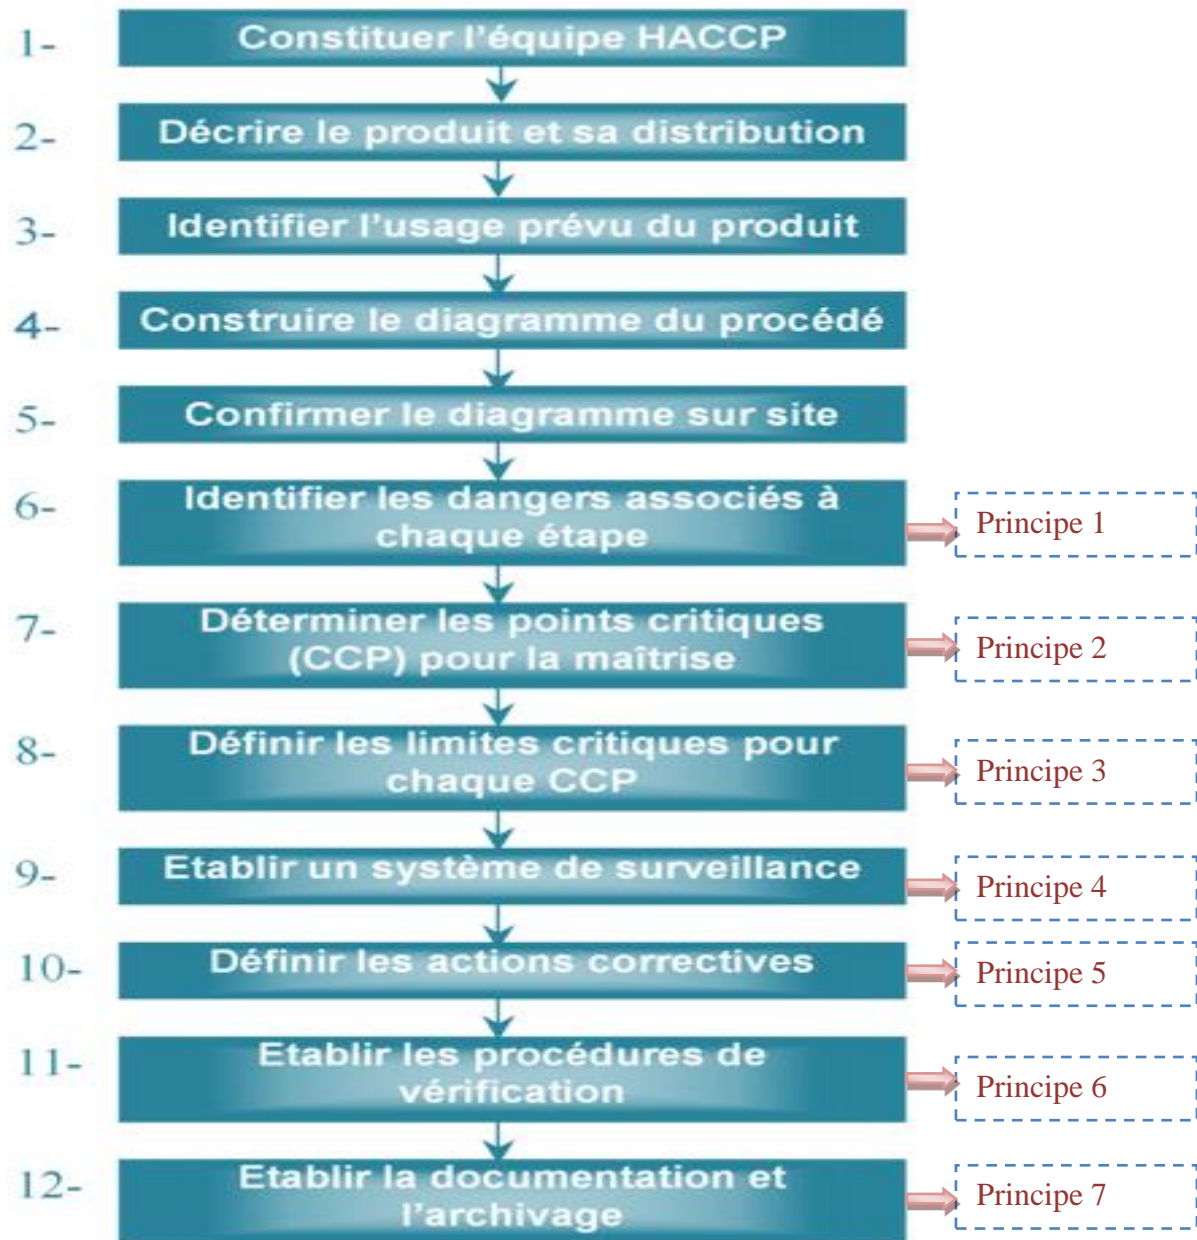 1- Constituer l'équipe HACCP
2- Décrire le produit et sa distribution
3- Identifier l'usage prévu du produit
4- Construire le diagramme du procédé
5- Confirmer le diagramme sur site
6- Identifier les dangers associés à
chaque étape
Principe 1
7- Déterminer les points critiques
(CCP) pour la maîtrise
Principe 2
8- Définir les limites critiques pour
chaque CCP
Principe 3
9- Etablir un système de surveillance
Principe 4
10- Définir les actions correctives
Principe 5
11- Etablir les procédures de
vérification
Principe 6
12- Etablir la documentation et
l'archivage
Principe 7